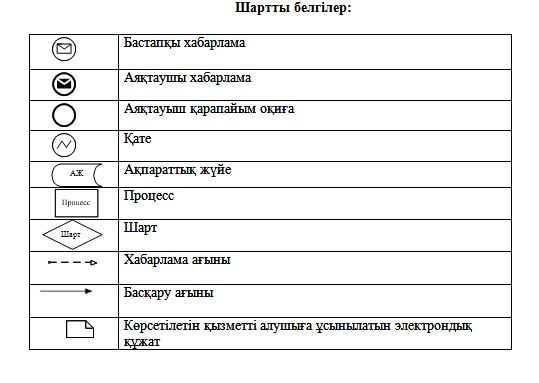 Шартты белгілер:
Бастапқы хабарлама
Аяқтаушы хабарлама
Аяқтауыш қарапайым оқиға
Қате
АЖ Ақпараттық жүйе
Процесс Процесс
Шарт Шарт
Хабарлама ағыны
Басқару ағыны
Көрсетілетін қызметті алушыға ұсынылатын электрондық
құжат